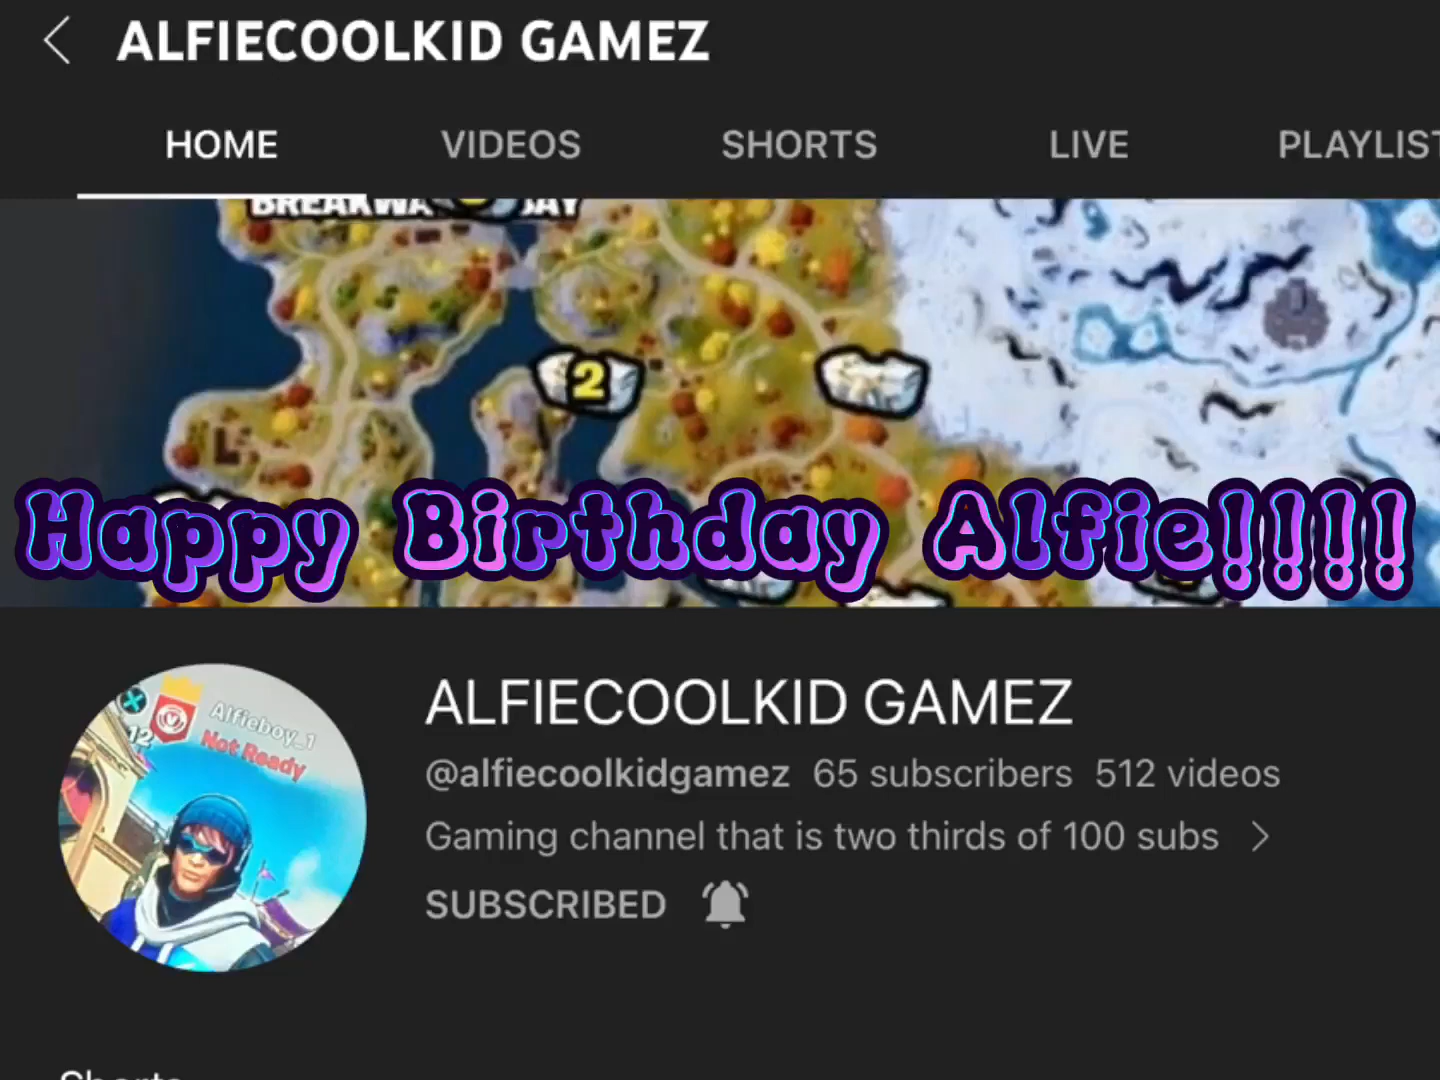 ALFIECOOLKID GAMEZ
HOME VIDEOS SHORTS LIVE PLAYLIST
2
Happy Birthday Alfie!!!!
Alfieboy_1
12
Not Ready
ALFIECOOLKID GAMEZ
@alfiecoolkidgamez 65 subscribers 512 videos
Gaming channel that is two thirds of 100 subs
SUBSCRIBED
Shorts